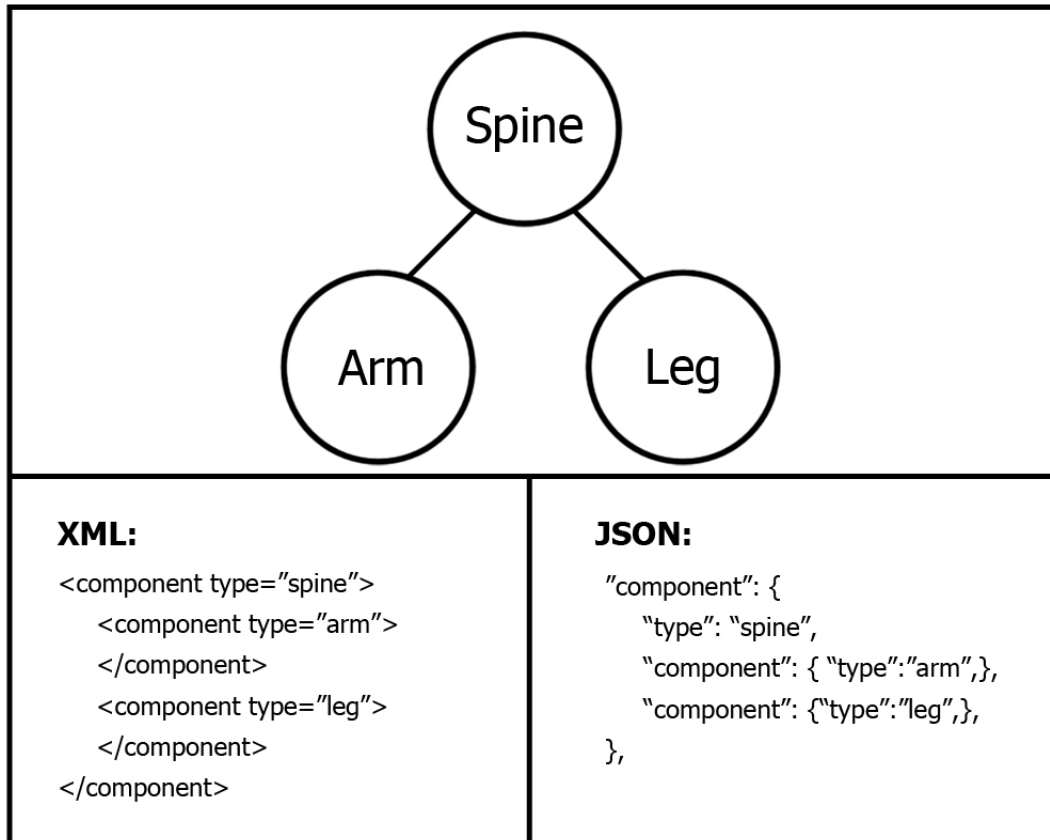 Spine
Arm
Leg
XML:
<component type=”spine”>
<component type=”arm”>
</component>
<component type=”leg”>
</component>
</component>
JSON:
”component”: {
“type”: “spine”,
“component”: { “type”:”arm”,},
“component”: {“type”:”leg”,},
},